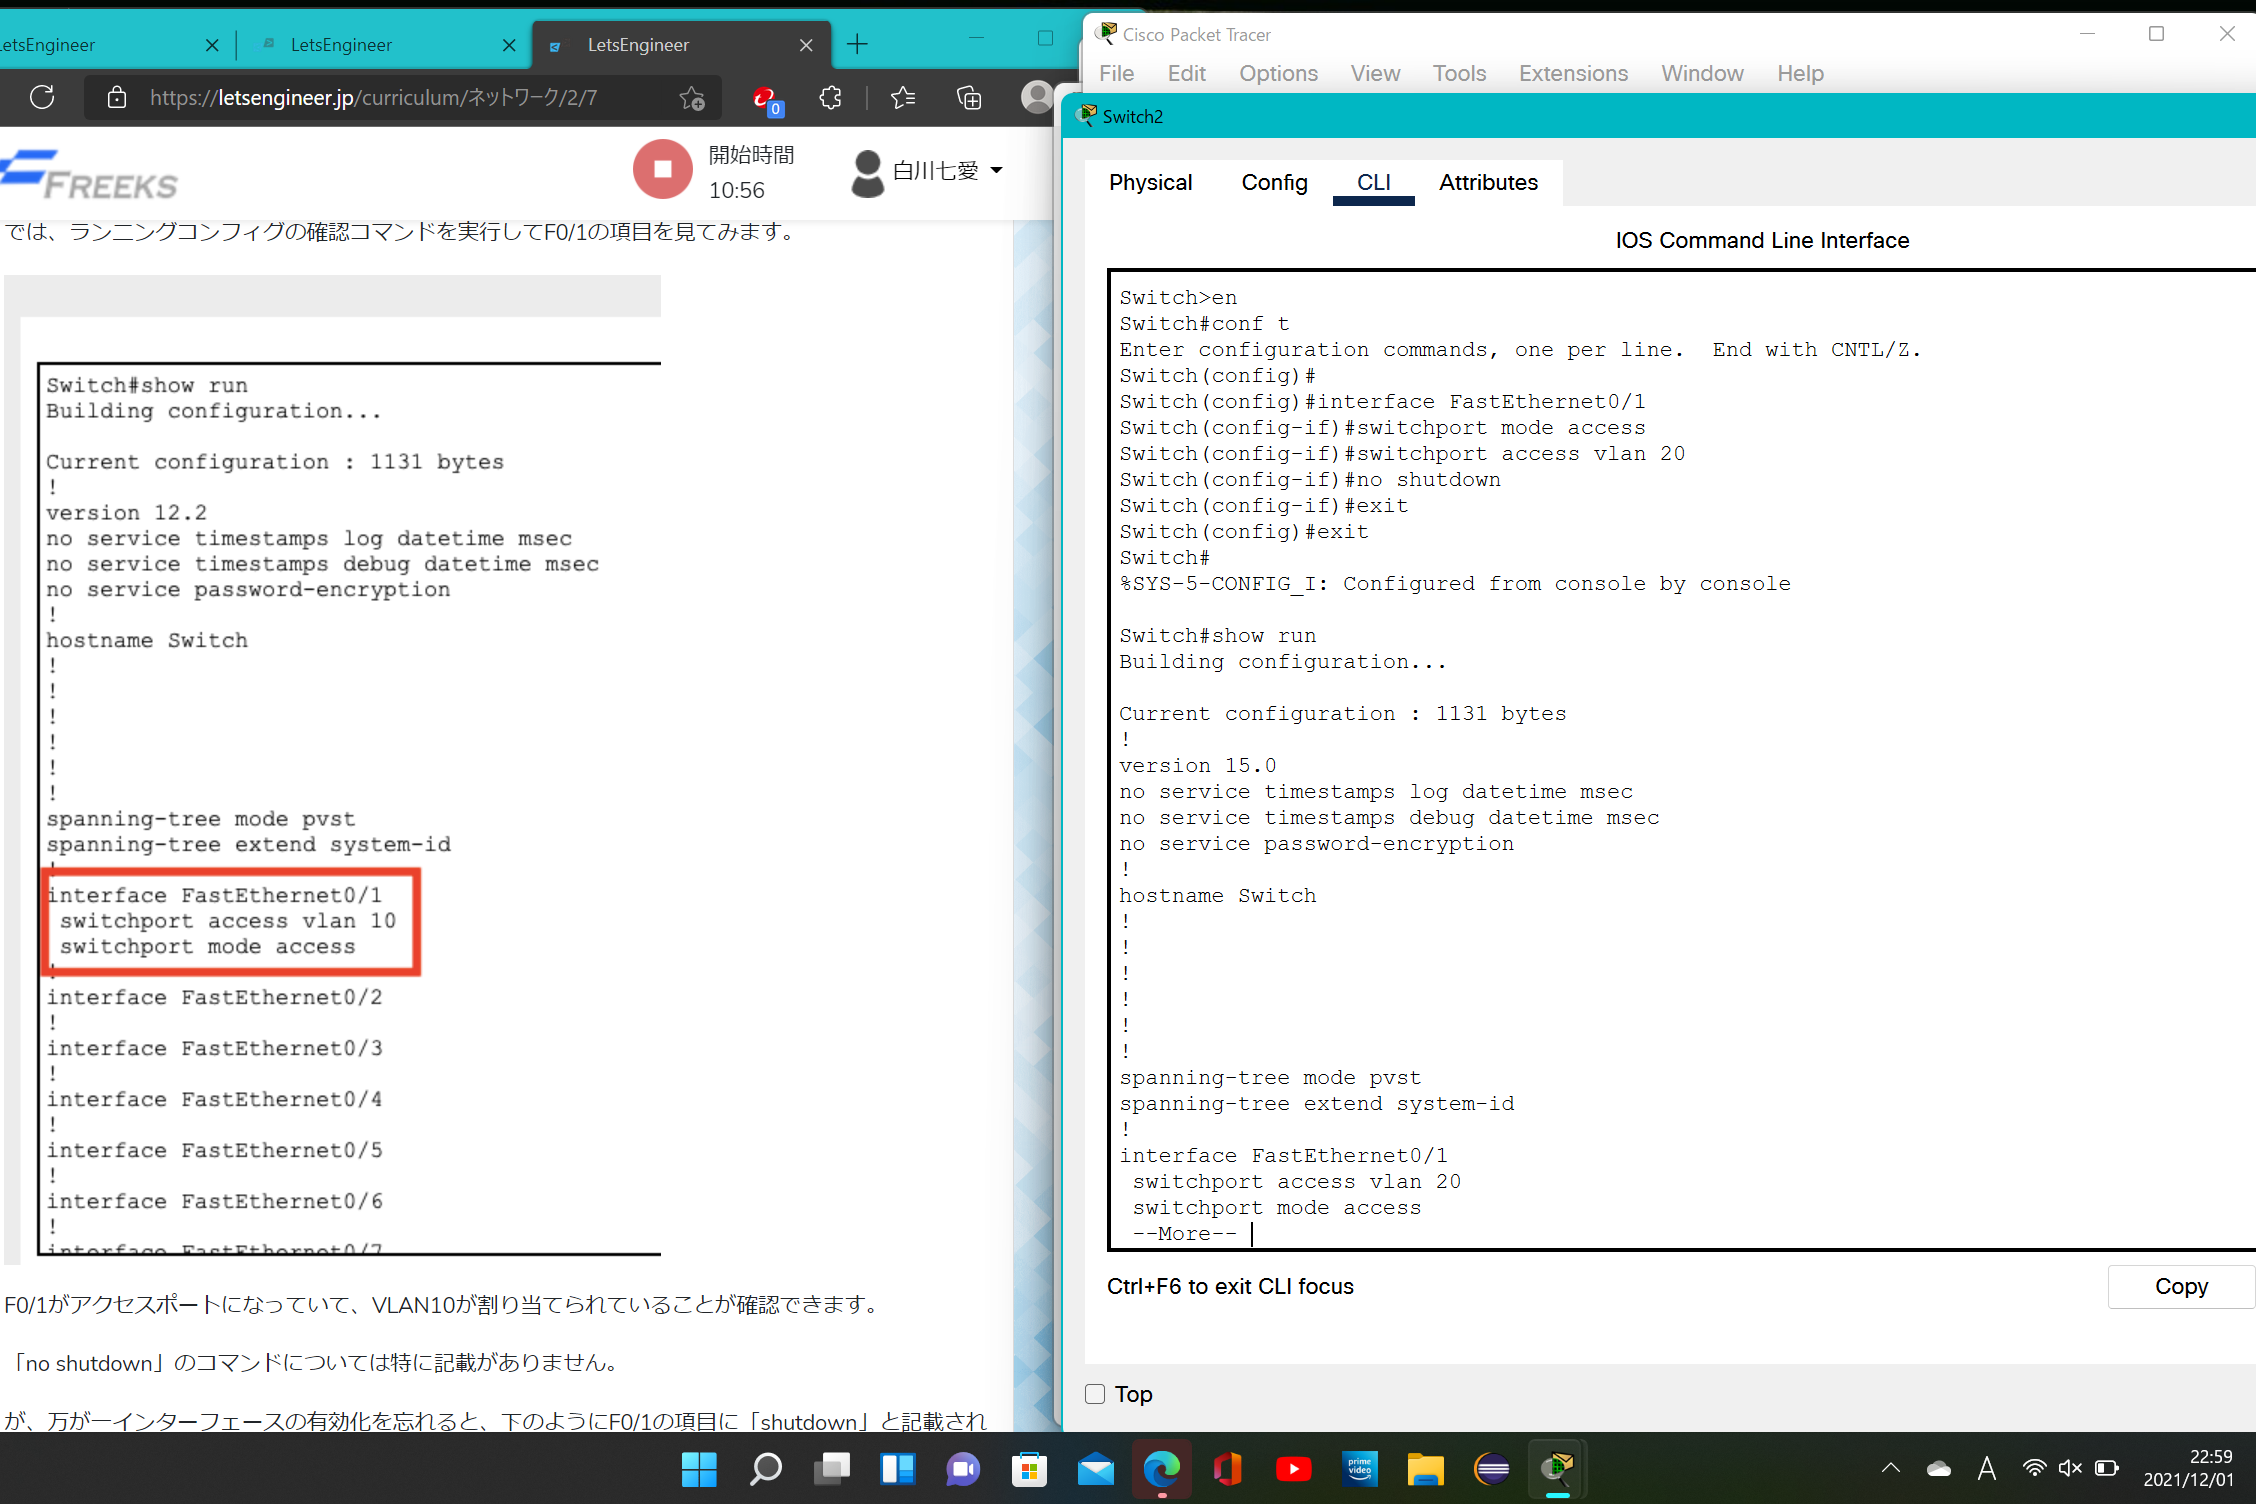 LetsEngineer
LetsEngineer
LetsEngineer
https://letsengineer.jp/curriculum/ネットワーク/2/7
0
FREEKS
開始時間
10:56
白川七愛
では、ランニングコンフィグの確認コマンドを実行してF0/1の項目を見てみます。
Switch#show run
Building configuration...
Current configuration : 1131 bytes
!
version 12.2
no service timestamps log datetime msec
no service timestamps debug datetime msec
no service password-encryption
!
hostname Switch
!
!
!
!
!
!
spanning-tree mode pvst
spanning-tree extend system-id
!
interface FastEthernet0/1
switchport access vlan 10
switchport mode access
!
interface FastEthernet0/2
!
interface FastEthernet0/3
!
interface FastEthernet0/4
!
interface FastEthernet0/5
!
interface FastEthernet0/6
!
interface FastEthernet0/7
F0/1がアクセスポートになっていて、VLAN10が割り当てられていることが確認できます。
「no shutdown」のコマンドについては特に記載がありません。
が、万が一インターフェースの有効化を忘れると、下のようにF0/1の項目に「shutdown」と記載され
Cisco Packet Tracer
File Edit Options View Tools Extensions Window Help
Switch2
Physical Config CLI Attributes
IOS Command Line Interface
Switch>en
Switch#conf t
Enter configuration commands, one per line.  End with CNTL/Z.
Switch(config)#
Switch(config)#interface FastEthernet0/1
Switch(config-if)#switchport mode access
Switch(config-if)#switchport access vlan 20
Switch(config-if)#no shutdown
Switch(config-if)#exit
Switch(config)#exit
Switch#
%SYS-5-CONFIG_I: Configured from console by console
Switch#show run
Building configuration...
Current configuration : 1131 bytes
!
version 15.0
no service timestamps log datetime msec
no service timestamps debug datetime msec
no service password-encryption
!
hostname Switch
!
!
!
!
!
!
spanning-tree mode pvst
spanning-tree extend system-id
!
interface FastEthernet0/1
switchport access vlan 20
switchport mode access
--More--
Ctrl+F6 to exit CLI focus
Copy
Top
prime video
A
22:59
2021/12/01